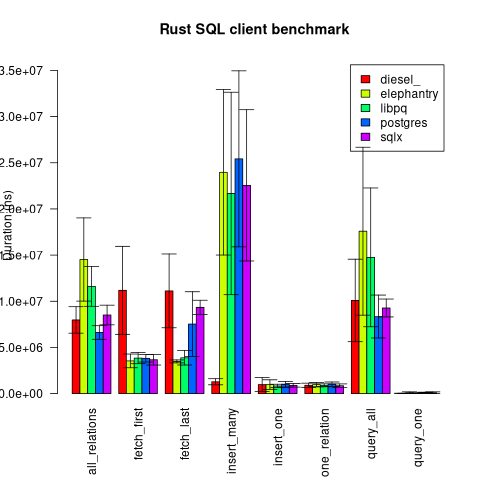 Rust SQL client benchmark
3.5e+07
3.0e+07
2.5e+07
2.0e+07
1.5e+07
1.0e+07
5.0e+06
0.0e+00
Duration (ns)
diesel_
elephantry
libpq
postgres
sqlx
all_relations
fetch_first
fetch_last
insert_many
insert_one
one_relation
query_all
query_one